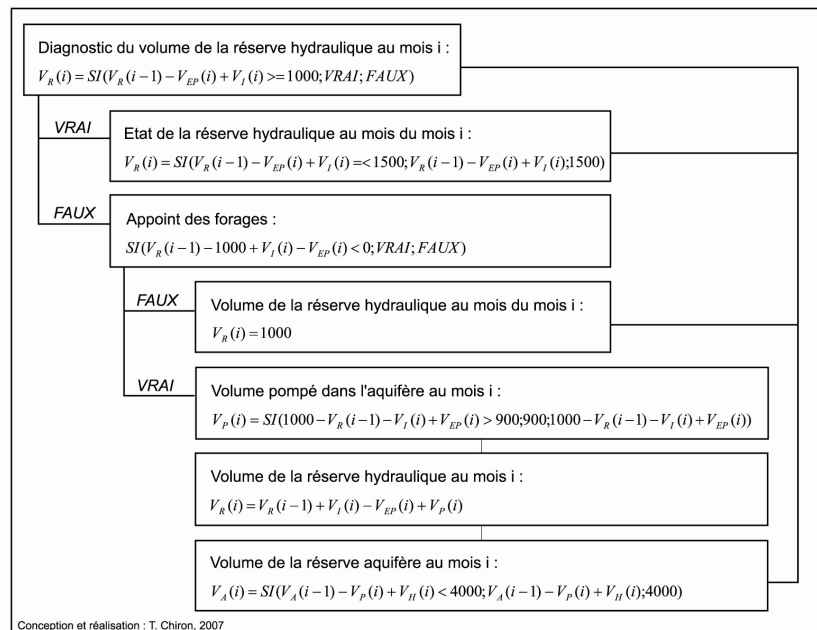 Diagnostic du volume de la réserve hydraulique au mois i :
V_R(i) = SI(V_R(i−1)−V_EP(i)+V_I(i) >= 1000;VRAI;FAUX)
VRAI
Etat de la réserve hydraulique au mois du mois i :
V_R(i) = SI(V_R(i−1)−V_EP(i)+V_I(i) =< 1500;V_R(i−1)−V_EP(i)+V_I(i);1500)
FAUX
Appoint des forages :
SI(V_R(i−1)−1000+V_I(i)−V_EP(i) < 0;VRAI;FAUX)
FAUX
Volume de la réserve hydraulique au mois du mois i :
V_R(i) = 1000
VRAI
Volume pompé dans l'aquifère au mois i :
V_P(i) = SI(1000−V_R(i−1)−V_I(i)+V_EP(i) > 900;900;1000−V_R(i−1)−V_I(i)+V_EP(i))
Volume de la réserve hydraulique au mois i :
V_R(i) = V_R(i−1)+V_I(i)−V_EP(i)+V_P(i)
Volume de la réserve aquifère au mois i :
V_A(i) = SI(V_A(i−1)−V_P(i)+V_H(i) < 4000;V_A(i−1)−V_P(i)+V_H(i);4000)
Conception et réalisation : T. Chiron, 2007